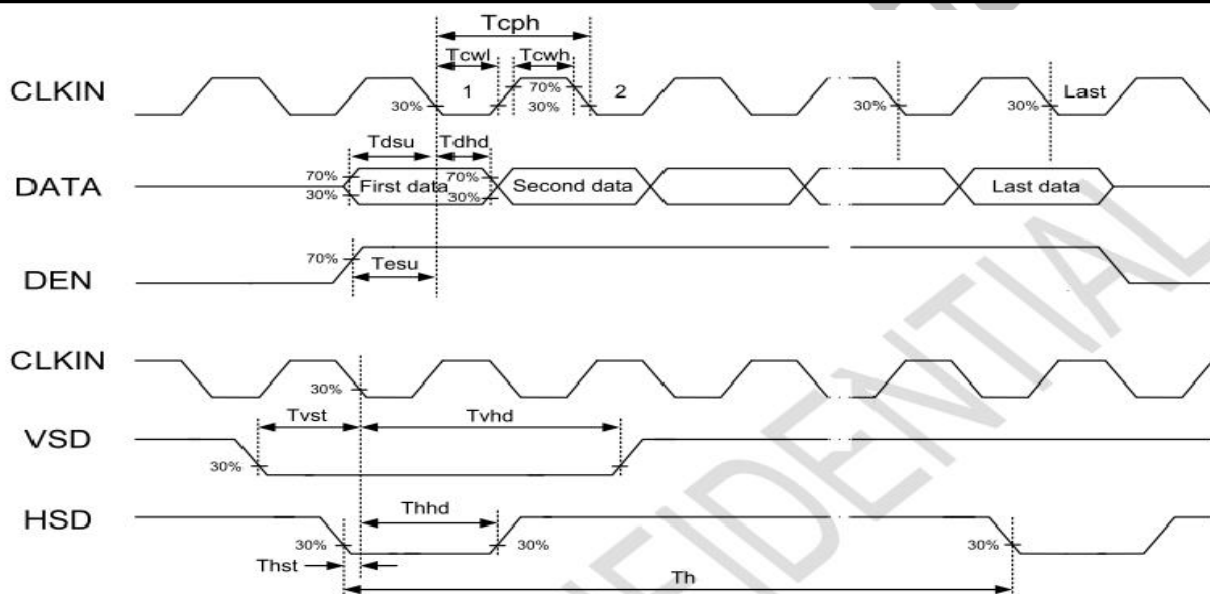 Tcph
Tcwl Tcwh
CLKIN 30% 1 70% 30% 2 30% 30% Last
Tdsu Tdhd
DATA 70% 30% First data 70% 30% Second data Last data
DEN 70% Tesu
CLKIN 30%
Tvst Tvhd
VSD 30%
HSD 30% Thhd 30% 30%
Thst
Th
FIDENTIAL